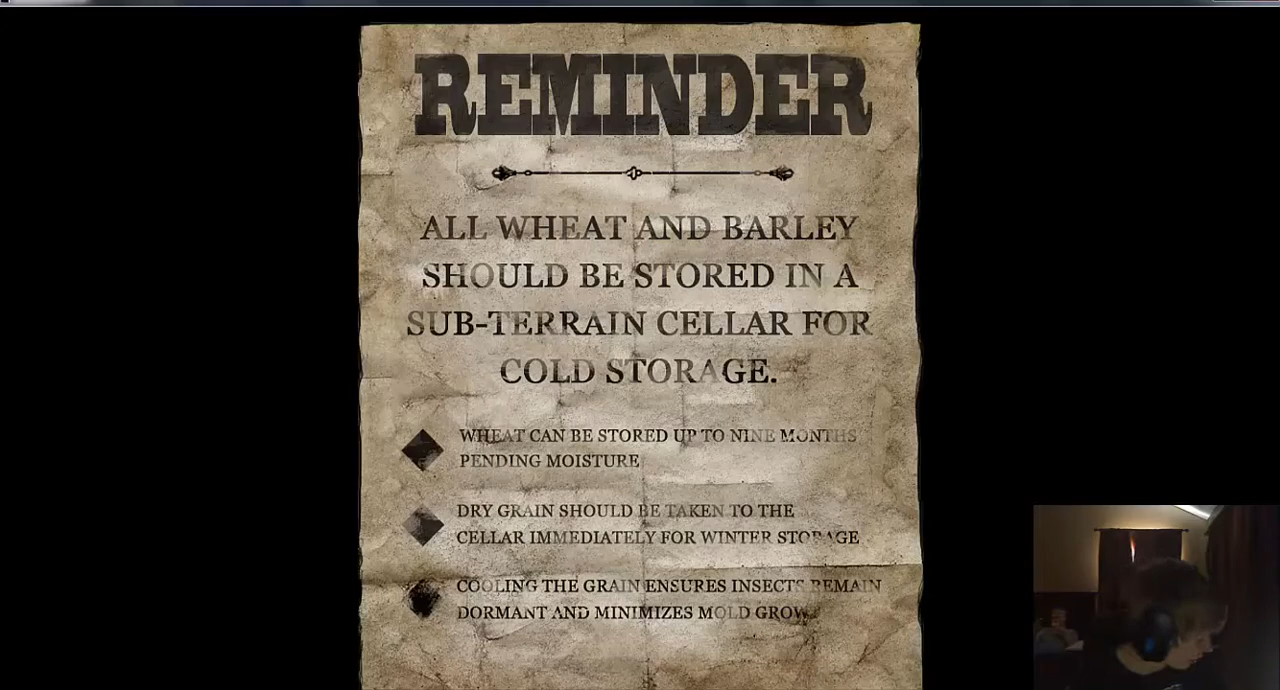 REMINDER
ALL WHEAT AND BARLEY
SHOULD BE STORED IN A
SUB-TERRAIN CELLAR FOR
COLD STORAGE.
WHEAT CAN BE STORED UP TO NINE MONTHS
PENDING MOISTURE
DRY GRAIN SHOULD BE TAKEN TO THE
CELLAR IMMEDIATELY FOR WINTER STORAGE
COOLING THE GRAIN ENSURES INSECTS REMAIN
DORMANT AND MINIMIZES MOLD